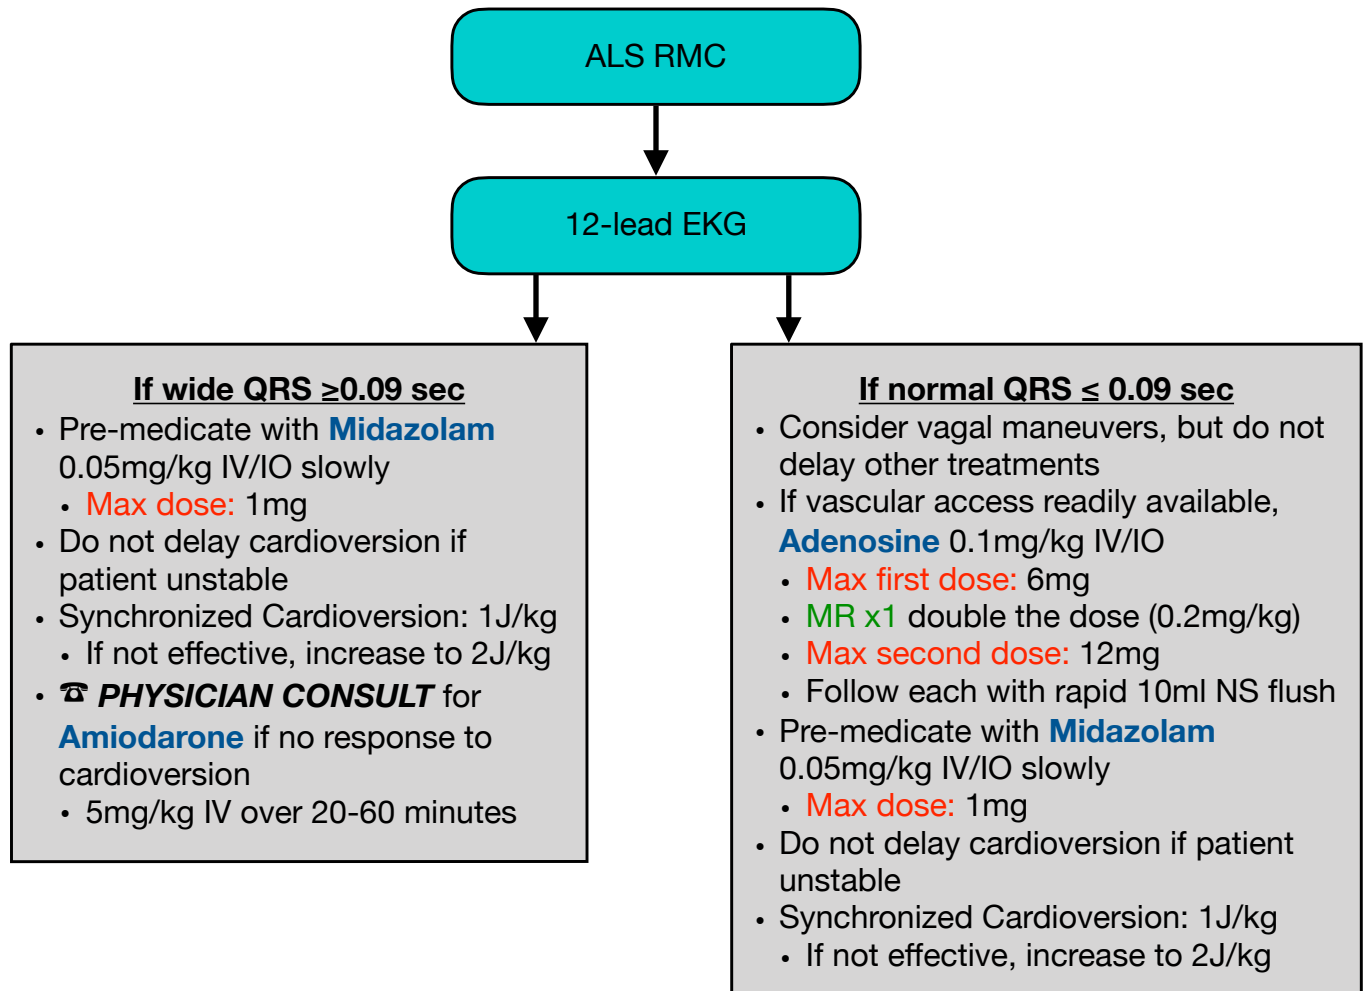 ALS RMC
12-lead EKG
If wide QRS ≥0.09 sec
• Pre-medicate with Midazolam
0.05mg/kg IV/IO slowly
• Max dose: 1mg
• Do not delay cardioversion if
patient unstable
• Synchronized Cardioversion: 1J/kg
• If not effective, increase to 2J/kg
• ☎ PHYSICIAN CONSULT for
Amiodarone if no response to
cardioversion
• 5mg/kg IV over 20-60 minutes
If normal QRS ≤ 0.09 sec
• Consider vagal maneuvers, but do not
delay other treatments
• If vascular access readily available,
Adenosine 0.1mg/kg IV/IO
• Max first dose: 6mg
• MR x1 double the dose (0.2mg/kg)
• Max second dose: 12mg
• Follow each with rapid 10ml NS flush
• Pre-medicate with Midazolam
0.05mg/kg IV/IO slowly
• Max dose: 1mg
• Do not delay cardioversion if patient
unstable
• Synchronized Cardioversion: 1J/kg
• If not effective, increase to 2J/kg